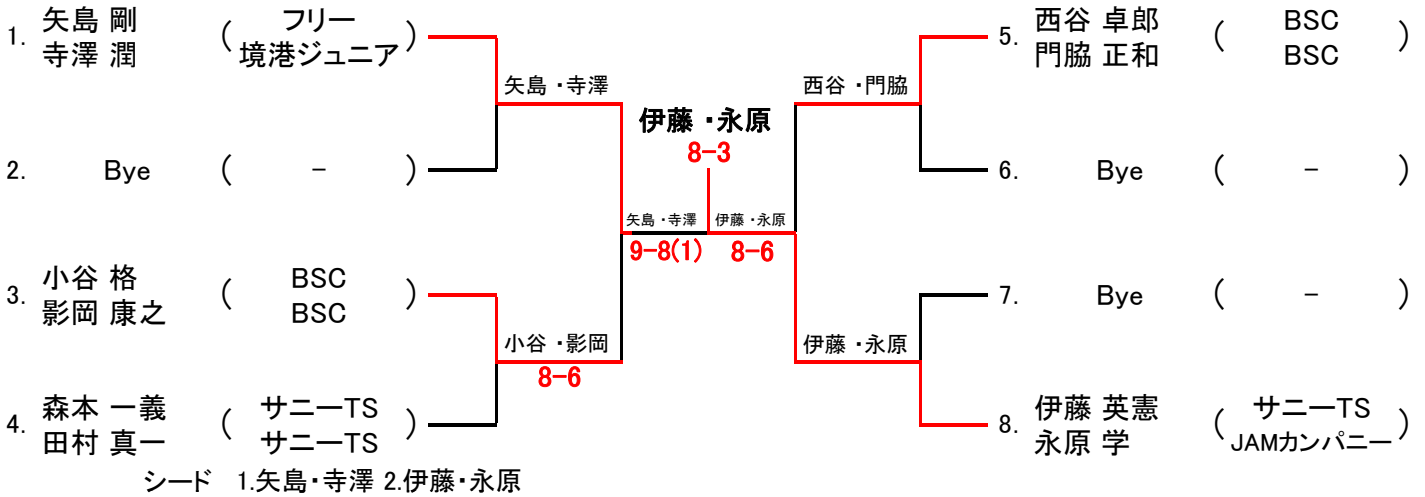 1. 矢島 剛 ( フリー )
寺澤 潤 境港ジュニア
2. Bye ( - )
3. 小谷 格 ( BSC )
影岡 康之 BSC
4. 森本 一義 ( サニーTS )
田村 真一 サニーTS
矢島・寺澤
小谷・影岡
8-6
矢島・寺澤
9-8(1)
伊藤・永原
8-3
伊藤・永原
8-6
西谷・門脇
伊藤・永原
5. 西谷 卓郎 ( BSC )
門脇 正和 BSC
6. Bye ( - )
7. Bye ( - )
8. 伊藤 英憲 ( サニーTS )
永原 学 JAMカンパニー
シード 1.矢島・寺澤 2.伊藤・永原